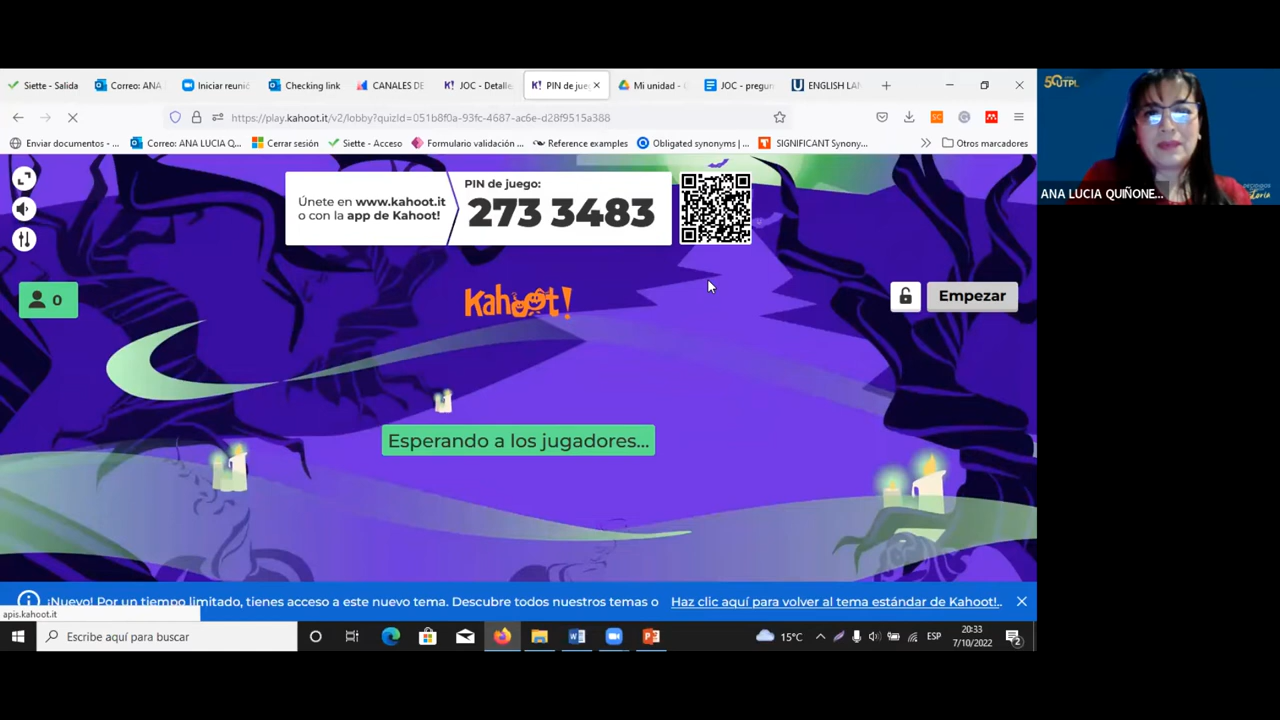 Siette - Salida
Correo: ANA
Iniciar reunió
Checking link
CANALES DE
K! JOC - Detalle
K! PIN de jue
Mi unidad -
JOC - pregun
ENGLISH LAN
https://play.kahoot.it/v2/lobby?quizId=051b8f0a-93fc-4687-ac6e-d28f9515a388
Enviar documentos - ...
Correo: ANA LUCIA Q...
Cerrar sesión
Siette - Acceso
Formulario validación ...
Reference examples
Obligated synonyms | ...
SIGNIFICANT Synony...
Otros marcadores
50 UTPL
ANA LUCIA QUIÑONE...
Únete en www.kahoot.it
o con la app de Kahoot!
PIN de juego:
273 3483
0
Kahoot!
Empezar
Esperando a los jugadores...
¡Nuevo! Por un tiempo limitado, tienes acceso a este nuevo tema. Descubre todos nuestros temas o
Haz clic aquí para volver al tema estándar de Kahoot!..
apis.kahoot.it
Escribe aquí para buscar
15°C
ESP
20:33
7/10/2022
2